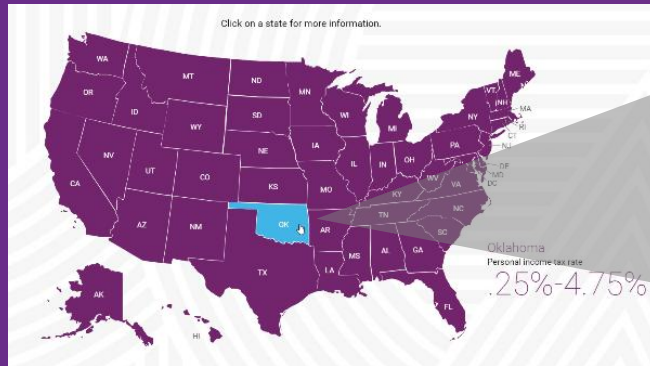 Click on a state for more information.
WA
MT
ND
MN
ME
VT
NH
OR
ID
SD
WI
MI
NY
MA
RI
CT
WY
IA
PA
NJ
NE
NV
UT
CO
IL
IN
OH
DE
MD
DC
WV
VA
KS
MO
KY
CA
TN
NC
AZ
NM
OK
AR
SC
MS
AL
GA
TX
LA
Oklahoma
Personal income tax rate
.25%-4.75%
AK
FL
HI